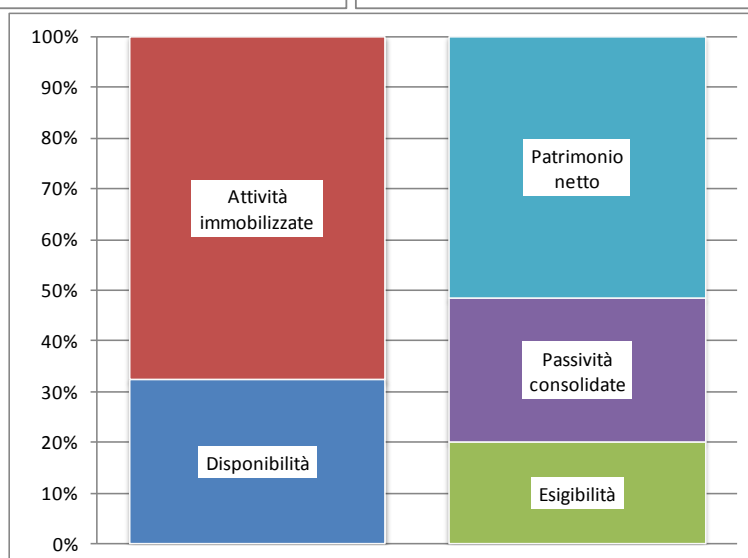 100%
90%
80%
70%
60%
50%
40%
30%
20%
10%
0%
Attività
immobilizzate
Disponibilità
Patrimonio
netto
Passività
consolidate
Esigibilità